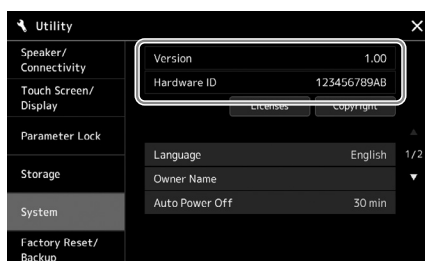 Utility
Speaker/
Connectivity
Touch Screen/
Display
Parameter Lock
Storage
System
Factory Reset/
Backup
Version 1.00
Hardware ID 123456789AB
Licenses Copyright
Language English
Owner Name
Auto Power Off 30 min
1/2